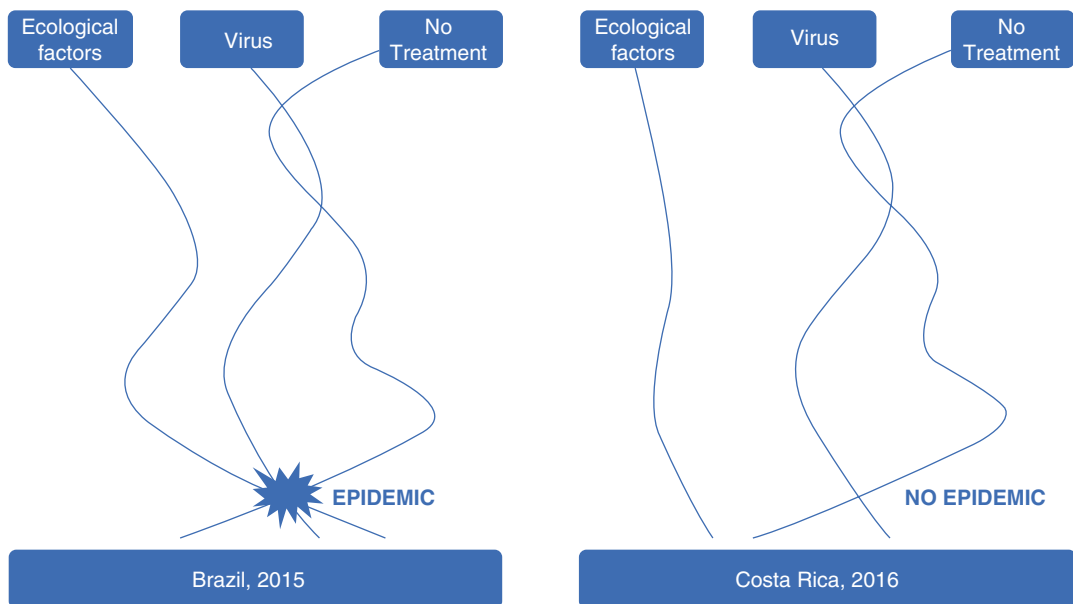 Ecological
factors
Virus
No
Treatment
EPIDEMIC
Brazil, 2015
Ecological
factors
Virus
No
Treatment
NO EPIDEMIC
Costa Rica, 2016